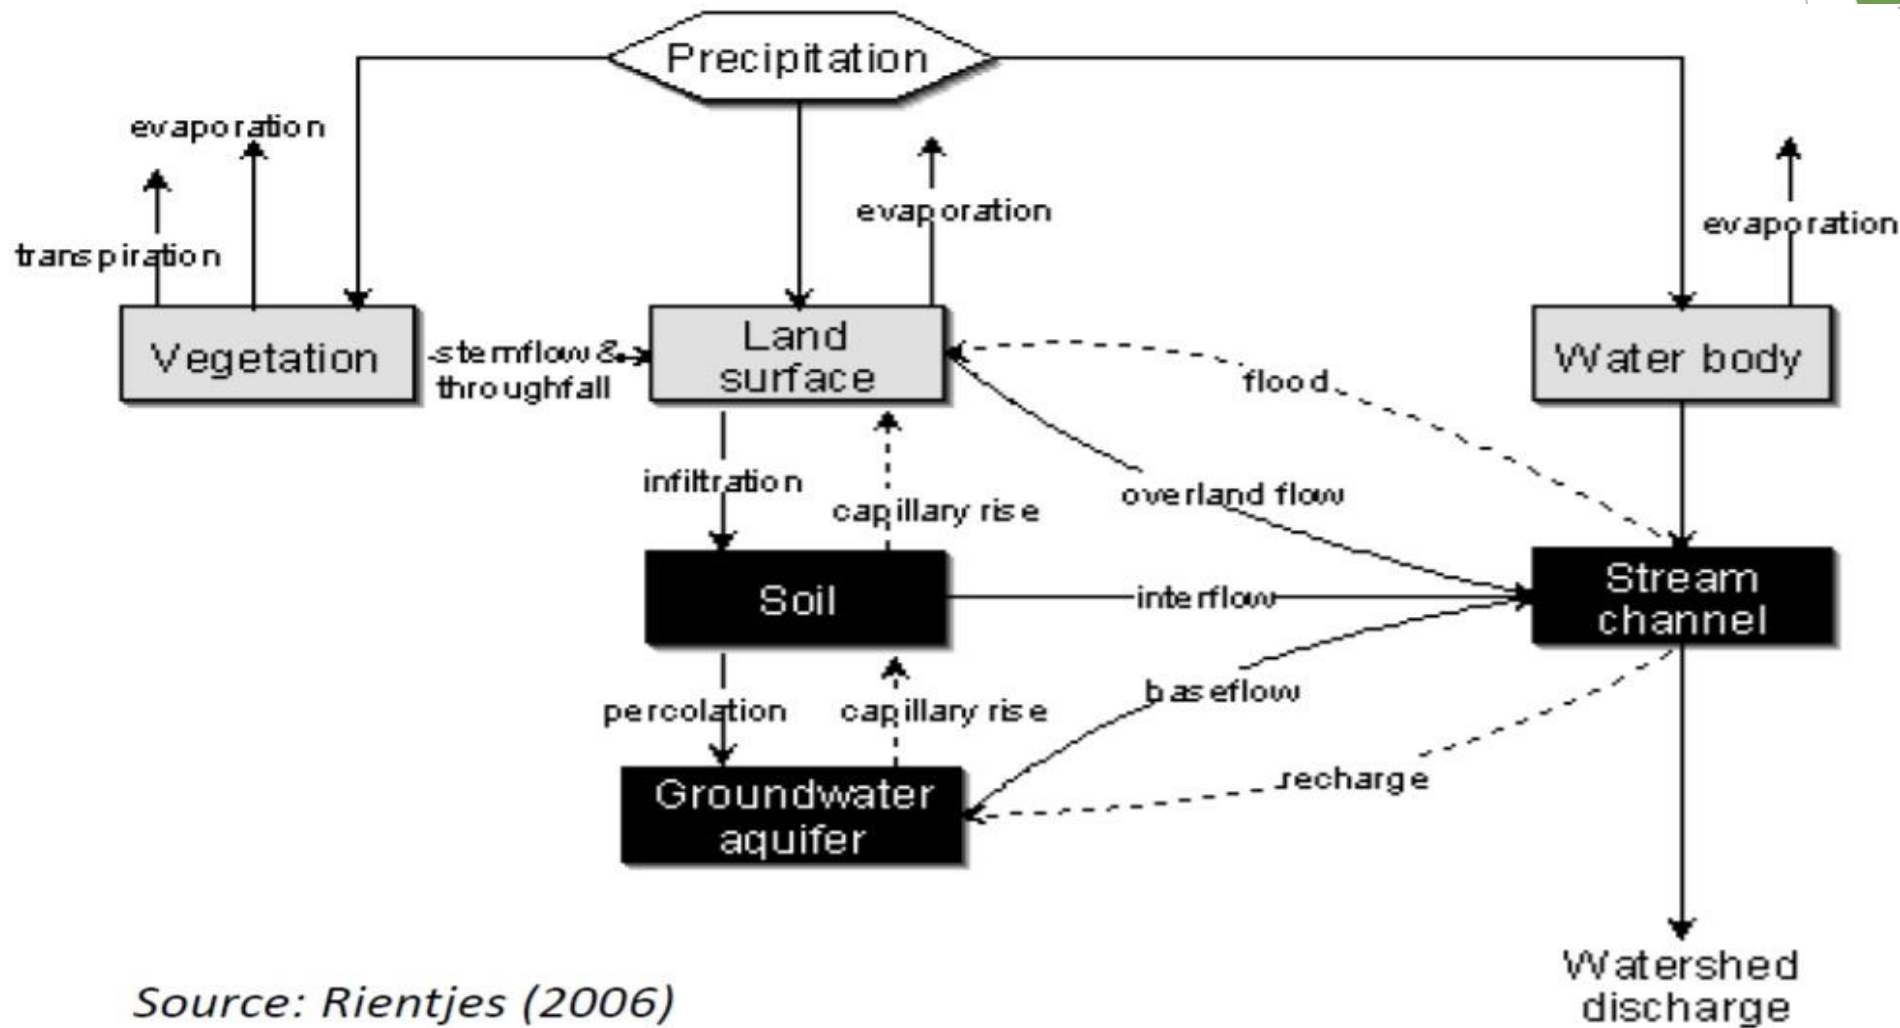 Precipitation
evaporation
transpiration
evaporation
evaporation
Vegetation
stemflow &
throughfall
Land
surface
flood
Water body
infiltration
capillary rise
overland flow
Soil
interflow
Stream
channel
percolation
capillary rise
baseflow
recharge
Groundwater
aquifer
Watershed
discharge
Source: Rientjes (2006)